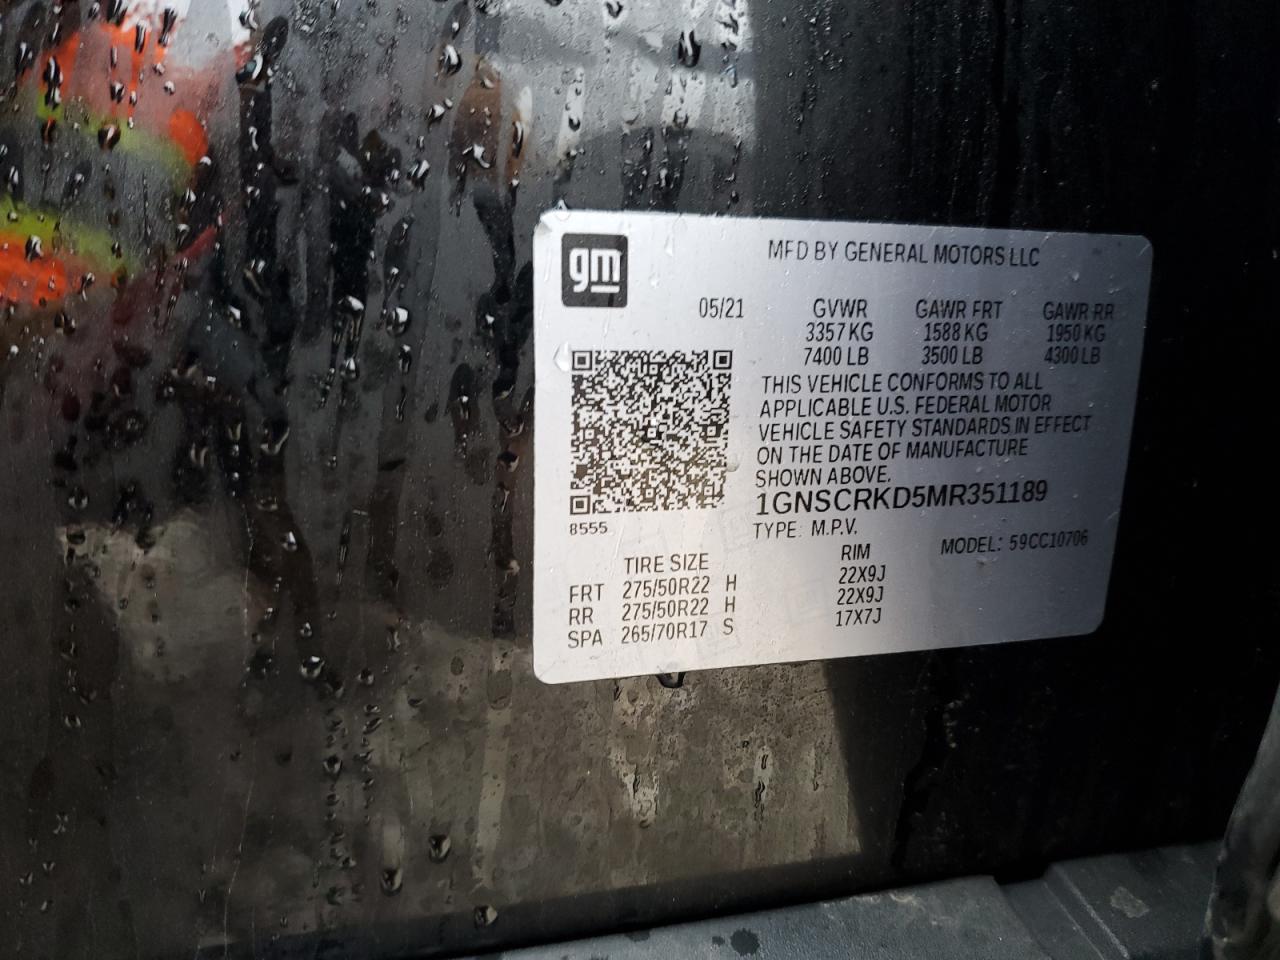 gm
MFD BY GENERAL MOTORS LLC
05/21 GVWR GAWR FRT GAWR RR
3357 KG 1588 KG 1950 KG
7400 LB 3500 LB 4300 LB
THIS VEHICLE CONFORMS TO ALL
APPLICABLE U.S. FEDERAL MOTOR
VEHICLE SAFETY STANDARDS IN EFFECT
ON THE DATE OF MANUFACTURE
SHOWN ABOVE.
1GNSCRKD5MR351189
8555 TYPE: M.P.V. MODEL: 59CC10706
TIRE SIZE RIM
FRT 275/50R22 H 22X9J
RR 275/50R22 H 22X9J
SPA 265/70R17 S 17X7J